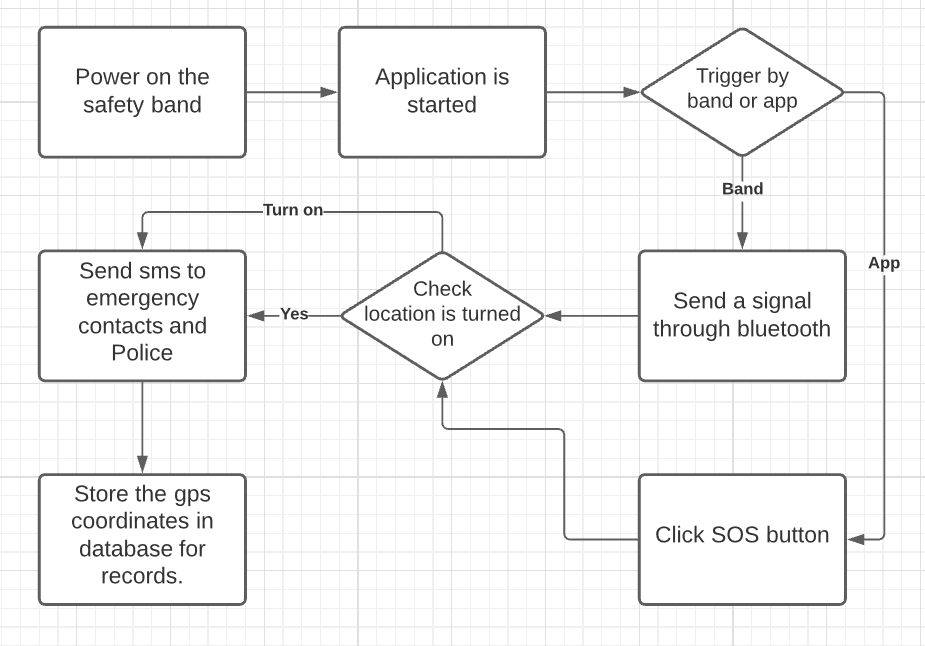 Power on the
safety band
Application is
started
Trigger by
band or app
Band
App
Turn on
Send sms to
emergency
contacts and
Police
Yes
Check
location is turned
on
Send a signal
through bluetooth
Store the gps
coordinates in
database for
records.
Click SOS button